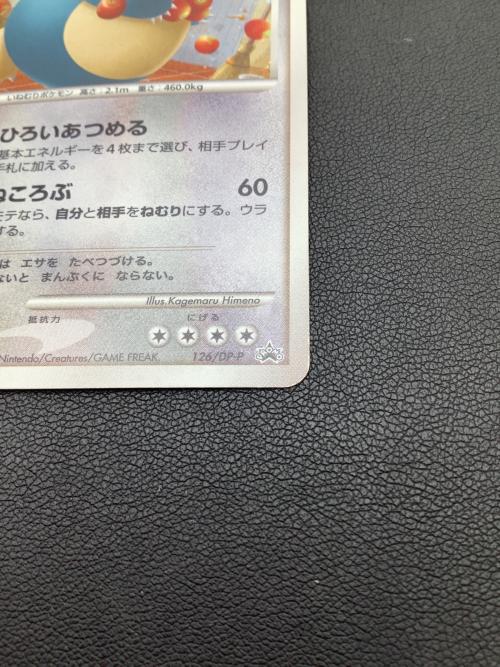 いねむりポケモン 高さ：2.1m 重さ：460.0kg
ひろいあつめる
基本エネルギーを4枚まで選び、相手プレイ
手札に加える。
ねころぶ 60
モテなら、自分と相手をねむりにする。ウラ
する。
は エサを たべつづける。
ないと まんぷくに ならない。
Illus.Kagemaru Himeno
抵抗力 にげる
Nintendo/Creatures/GAME FREAK. 126/DP-P